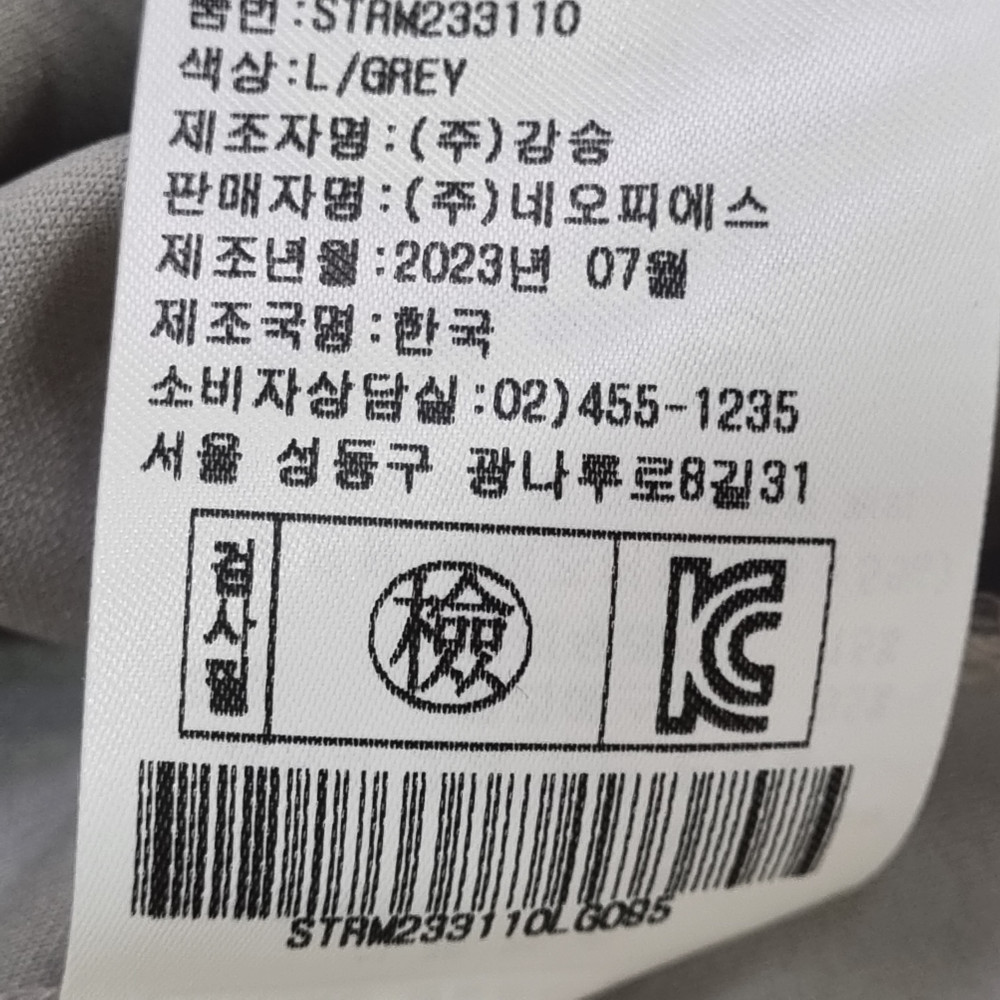 품번:STRM233110
색상:L/GREY
제조자명:(주)감승
판매자명:(주)네오피에스
제조년월:2023년 07월
제조국명:한국
소비자상담실:02)455-1235
서울 성동구 광나루로8길31
검사필
檢
KC
STRM233110LG095